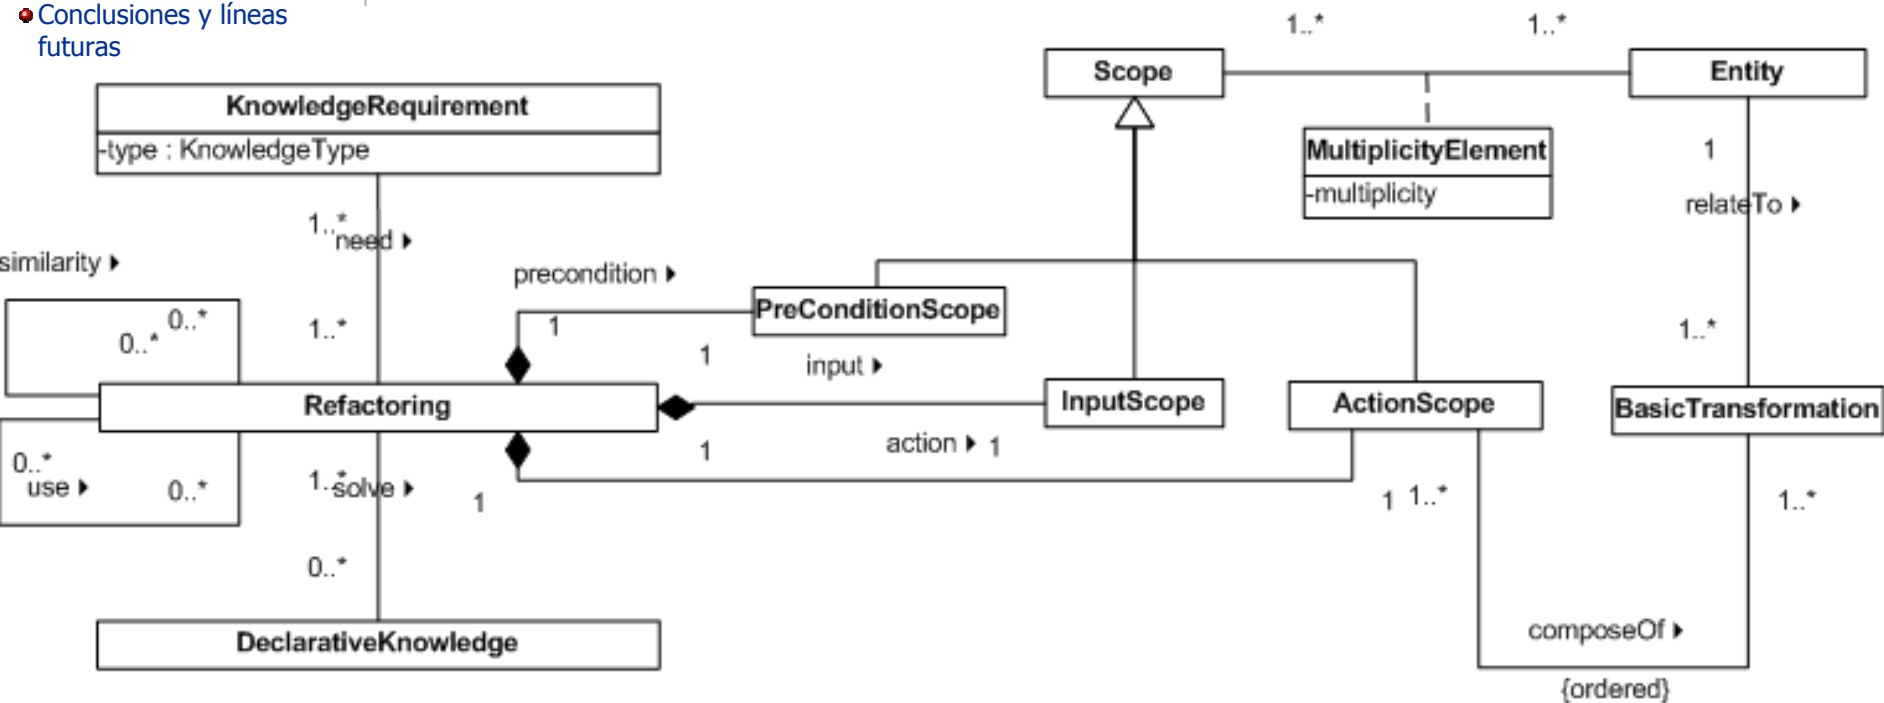 Conclusiones y líneas
futuras
1..*
1..*
Scope
Entity
KnowledgeRequirement
-type : KnowledgeType
MultiplicityElement
-multiplicity
1
relateTo
1..*
need
similarity
precondition
0..*
0..*
1..*
1
PreConditionScope
1..*
1
input
Refactoring
InputScope
ActionScope
BasicTransformation
1
action
1
0..*
use
0..*
1..*
solve
1
1
1..*
1..*
0..*
DeclarativeKnowledge
composeOf
{ordered}